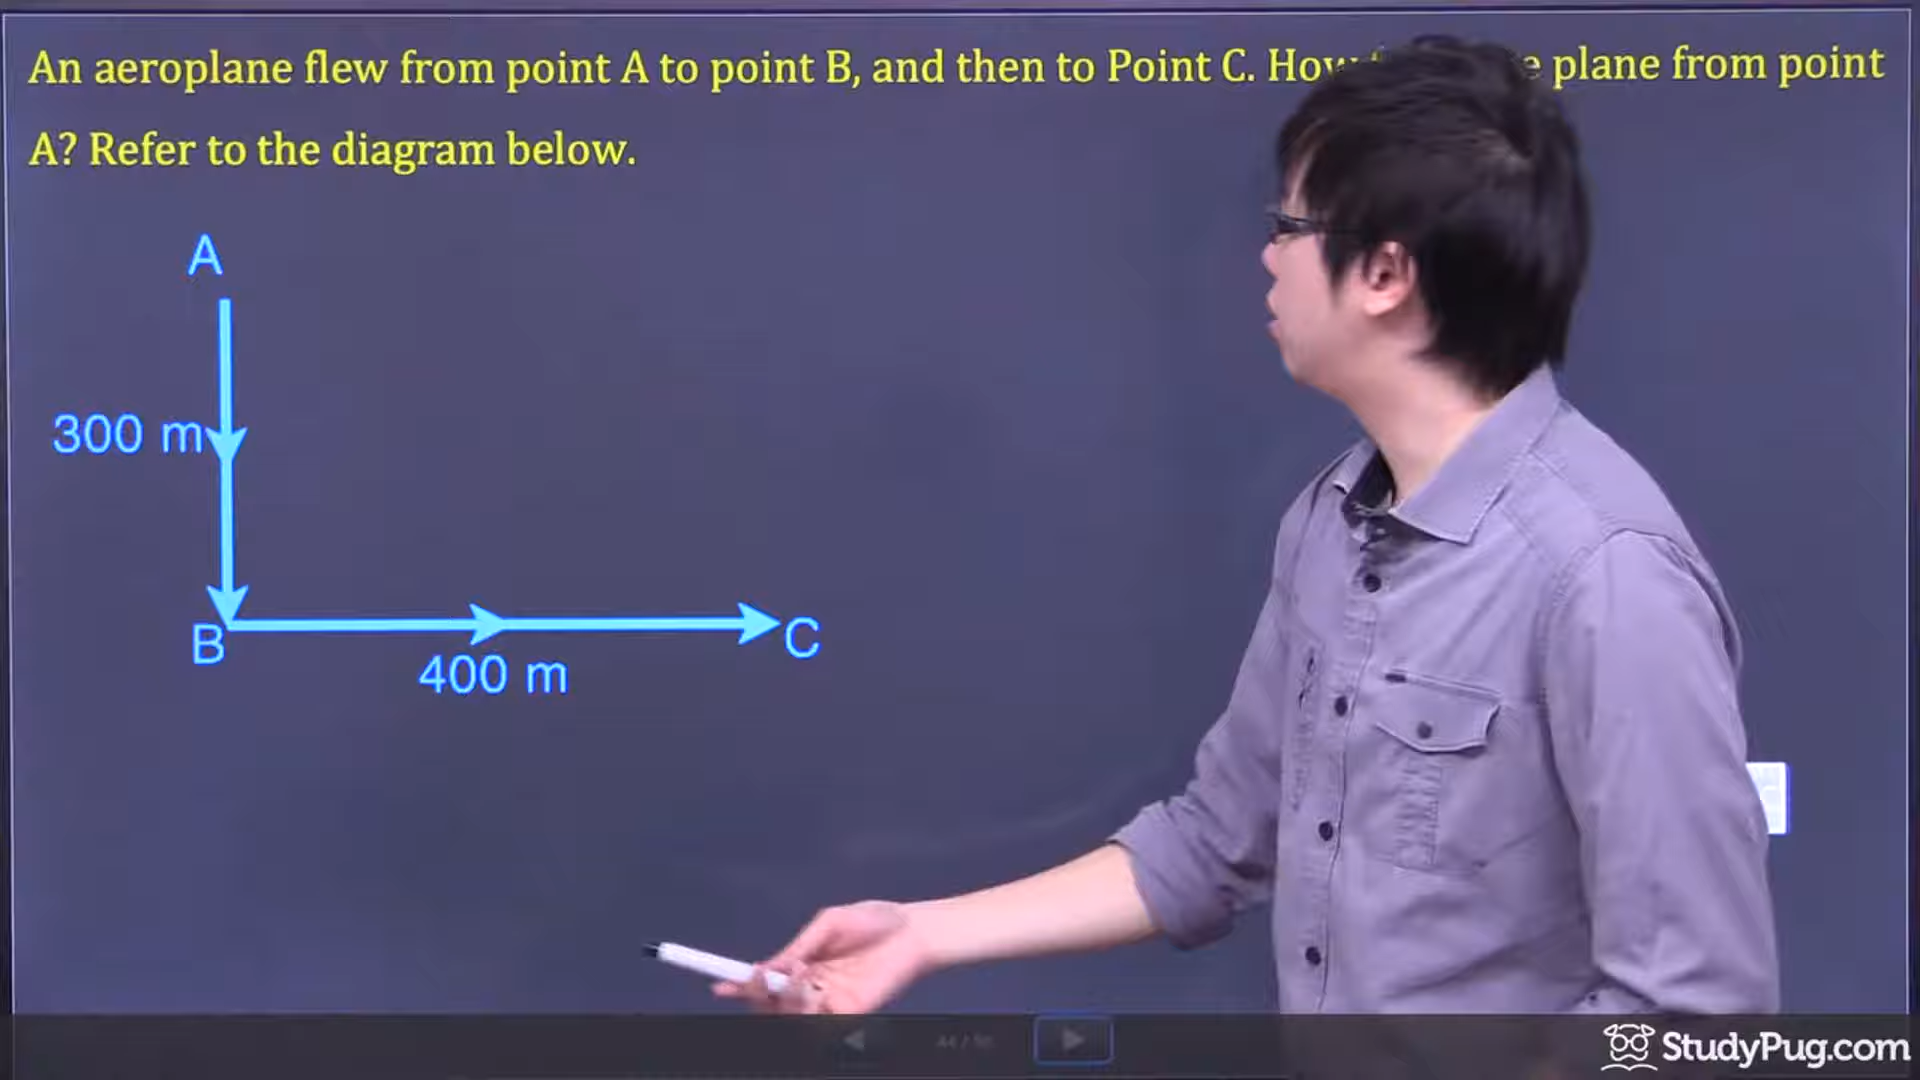 An aeroplane flew from point A to point B, and then to Point C. How plane from point
A? Refer to the diagram below.
A
300 m
B
C
400 m
StudyPug.com